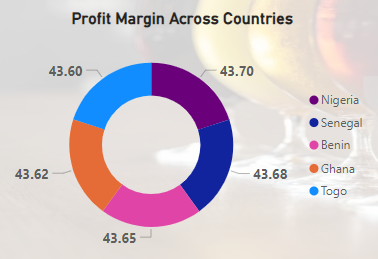 Profit Margin Across Countries
43.60
43.70
43.62
43.68
43.65
Nigeria
Senegal
Benin
Ghana
Togo